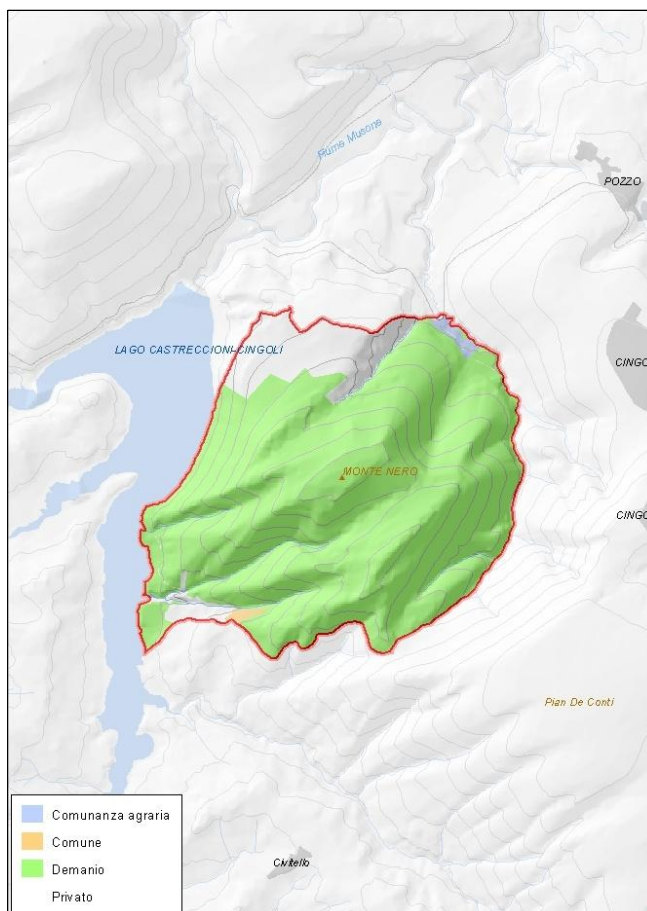 Fiume Musone
POZZO
LAGO CASTRECCIONI-CINGOLI
CINGO
MONTE NERO
CINGO
Pian De Conti
Civitello
Comunanza agraria
Comune
Demanio
Privato